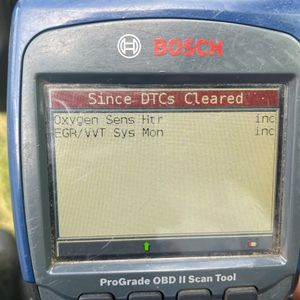 BOSCH
Since DTCs Cleared
Oxygen Sens Htr inc
EGR/VVT Sys Mon inc
ProGrade OBD II Scan Tool